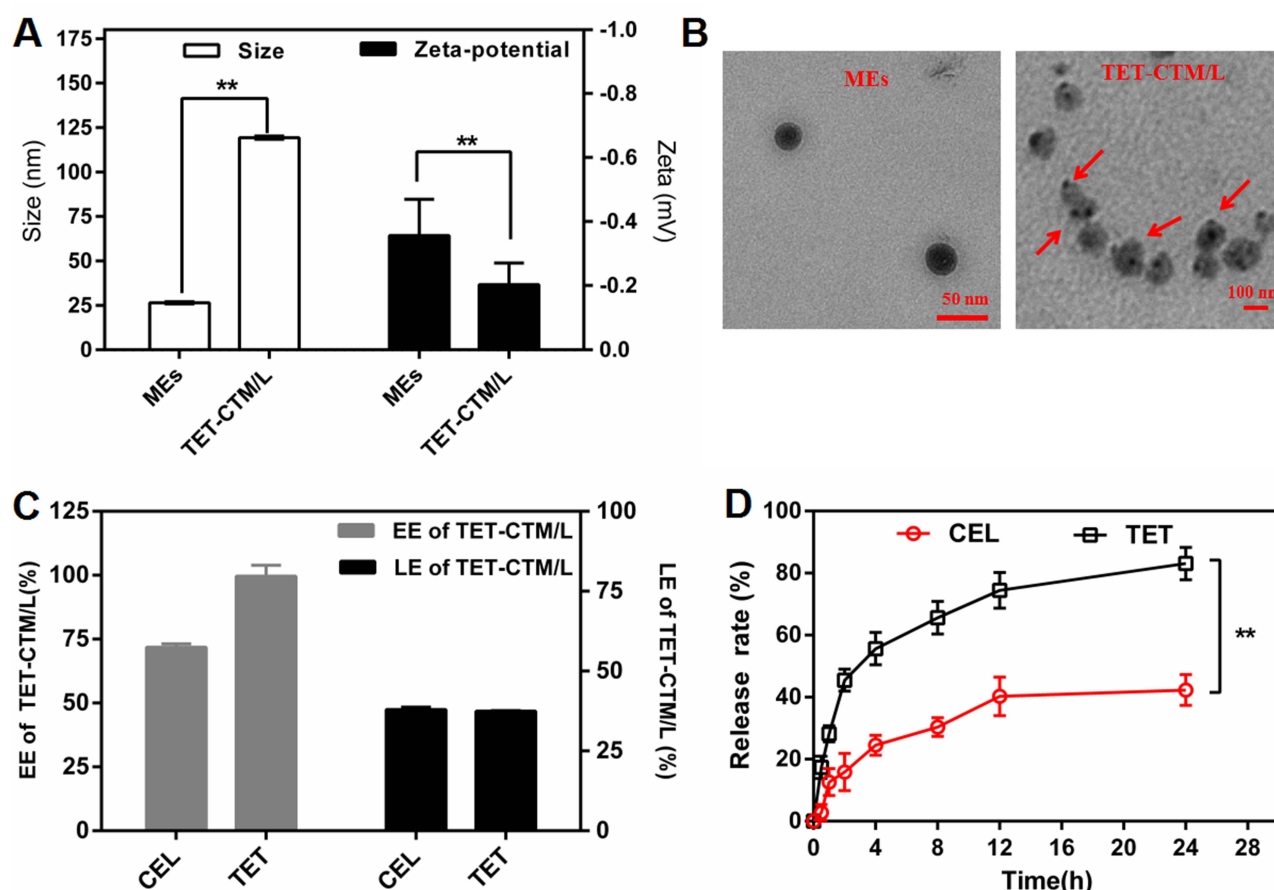 A
Size
Zeta-potential
175
150
125
100
75
50
25
0
Size (nm)
-1.0
-0.8
-0.6
-0.4
-0.2
0.0
Zeta (mV)
**
**
MEs
TET-CTM/L
MEs
TET-CTM/L
B
MEs
50 nm
TET-CTM/L
100 nm
C
EE of TET-CTM/L
LE of TET-CTM/L
125
100
75
50
25
0
EE of TET-CTM/L(%)
100
75
50
25
0
LE of TET-CTM/L (%)
CEL
TET
CEL
TET
D
CEL
TET
100
80
60
40
20
0
Release rate (%)
**
0
4
8
12
16
20
24
28
Time(h)